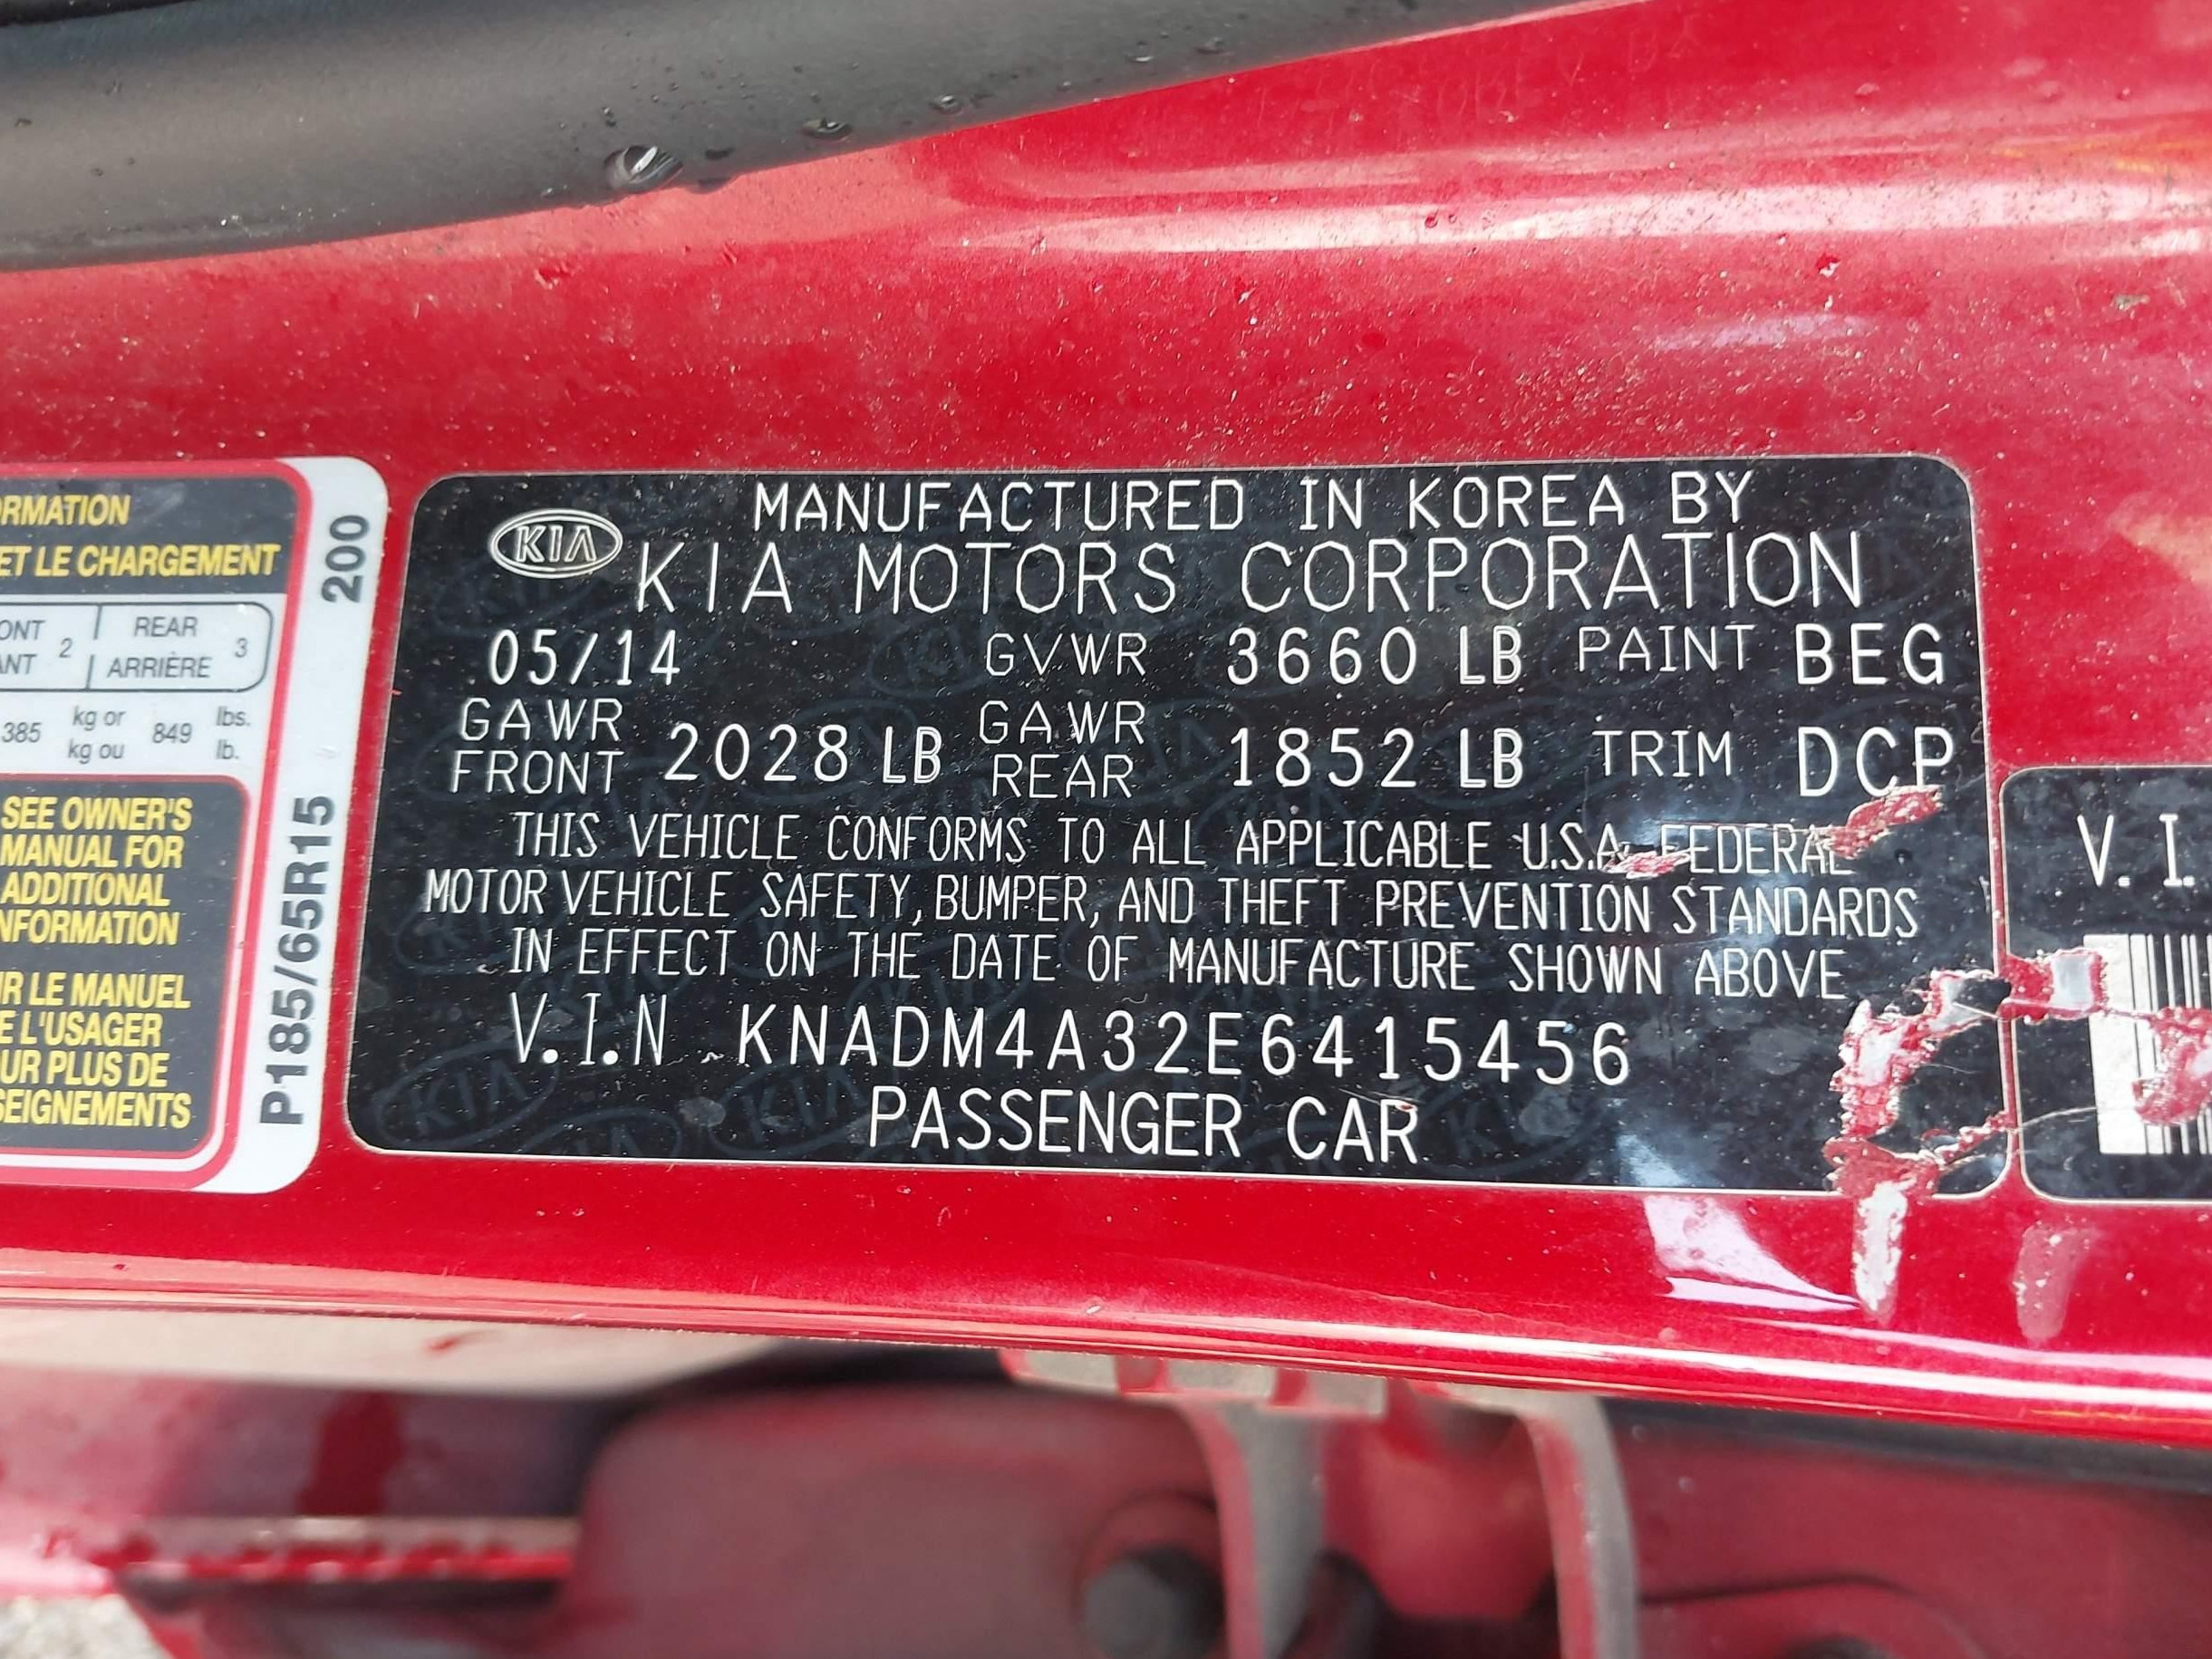 ORMATION
ET LE CHARGEMENT
ONT 2 REAR 3
ANT ARRIÈRE
385 kg or 849 lbs.
kg ou lb.
SEE OWNER'S
MANUAL FOR
ADDITIONAL
NFORMATION
R LE MANUEL
E L'USAGER
UR PLUS DE
SEIGNEMENTS
P185/65R15 200
KIA
MANUFACTURED IN KOREA BY
KIA MOTORS CORPORATION
05/14 GVWR 3660 LB PAINT BEG
GAWR FRONT 2028 LB GAWR REAR 1852 LB TRIM DCP
THIS VEHICLE CONFORMS TO ALL APPLICABLE U.S.A. FEDERAL
MOTOR VEHICLE SAFETY, BUMPER, AND THEFT PREVENTION STANDARDS
IN EFFECT ON THE DATE OF MANUFACTURE SHOWN ABOVE
V.I.N KNADM4A32E6415456
PASSENGER CAR
V. I.